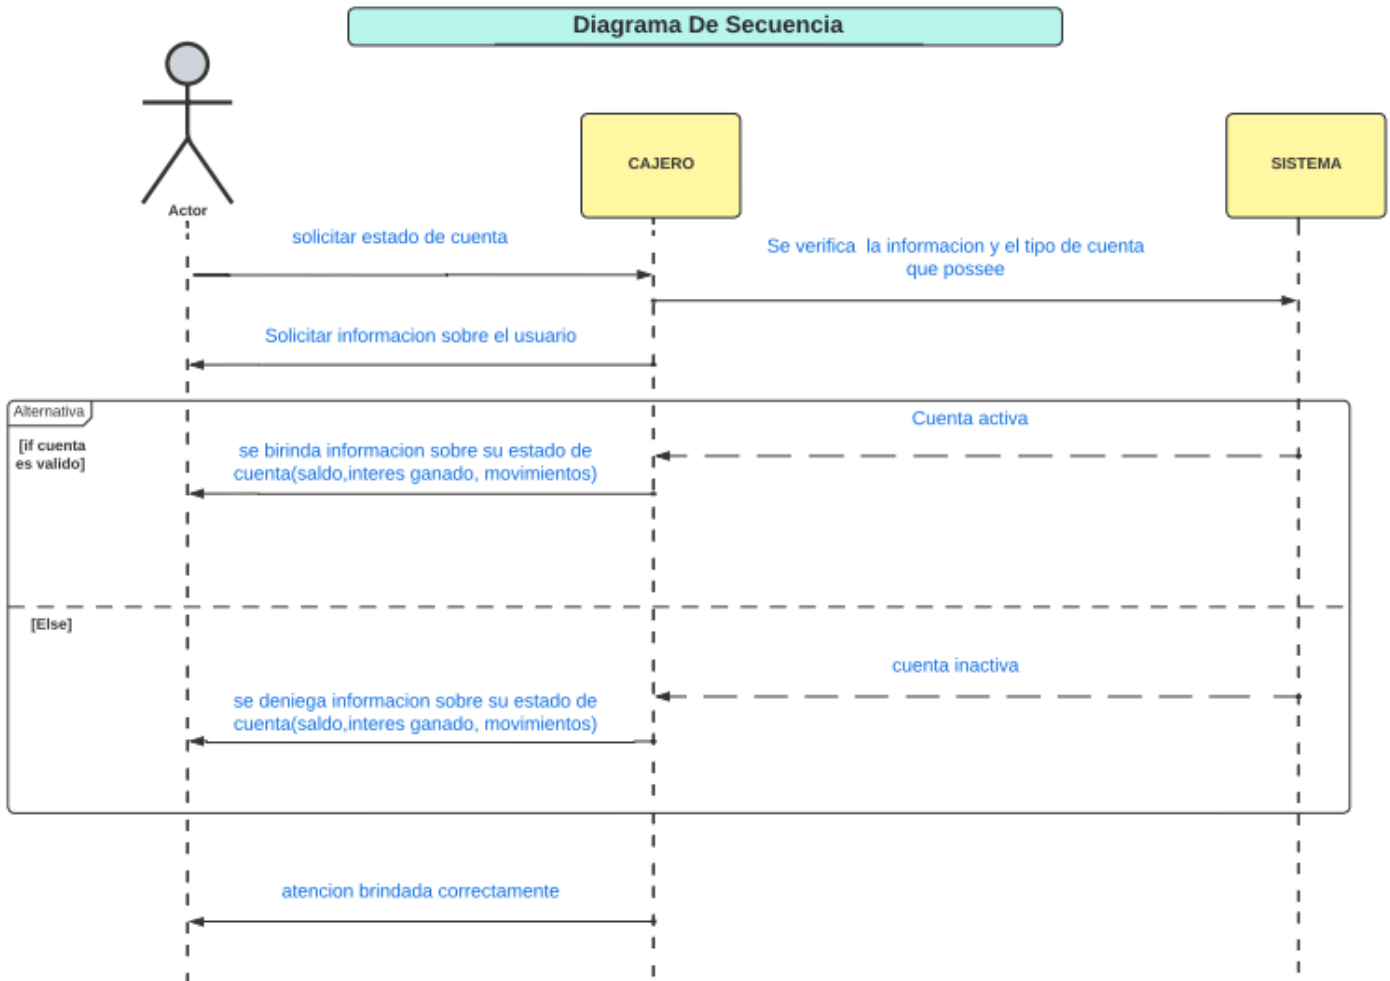 Diagrama De Secuencia
CAJERO
SISTEMA
Actor
solicitar estado de cuenta
Se verifica  la informacion y el tipo de cuenta
que possee
Solicitar informacion sobre el usuario
Alternativa
[if cuenta
es valido]
Cuenta activa
se birinda informacion sobre su estado de
cuenta(saldo,interes ganado, movimientos)
[Else]
cuenta inactiva
se deniega informacion sobre su estado de
cuenta(saldo,interes ganado, movimientos)
atencion brindada correctamente